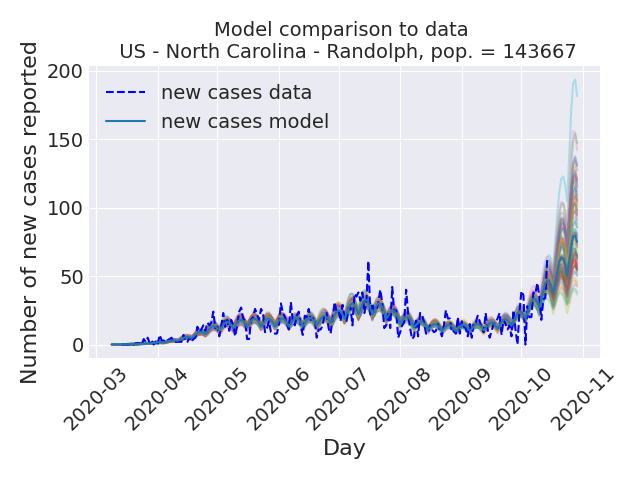 Model comparison to data
US - North Carolina - Randolph, pop. = 143667
Number of new cases reported
200
150
100
50
0
new cases data
new cases model
2020-03
2020-04
2020-05
2020-06
2020-07
2020-08
2020-09
2020-10
2020-11
Day